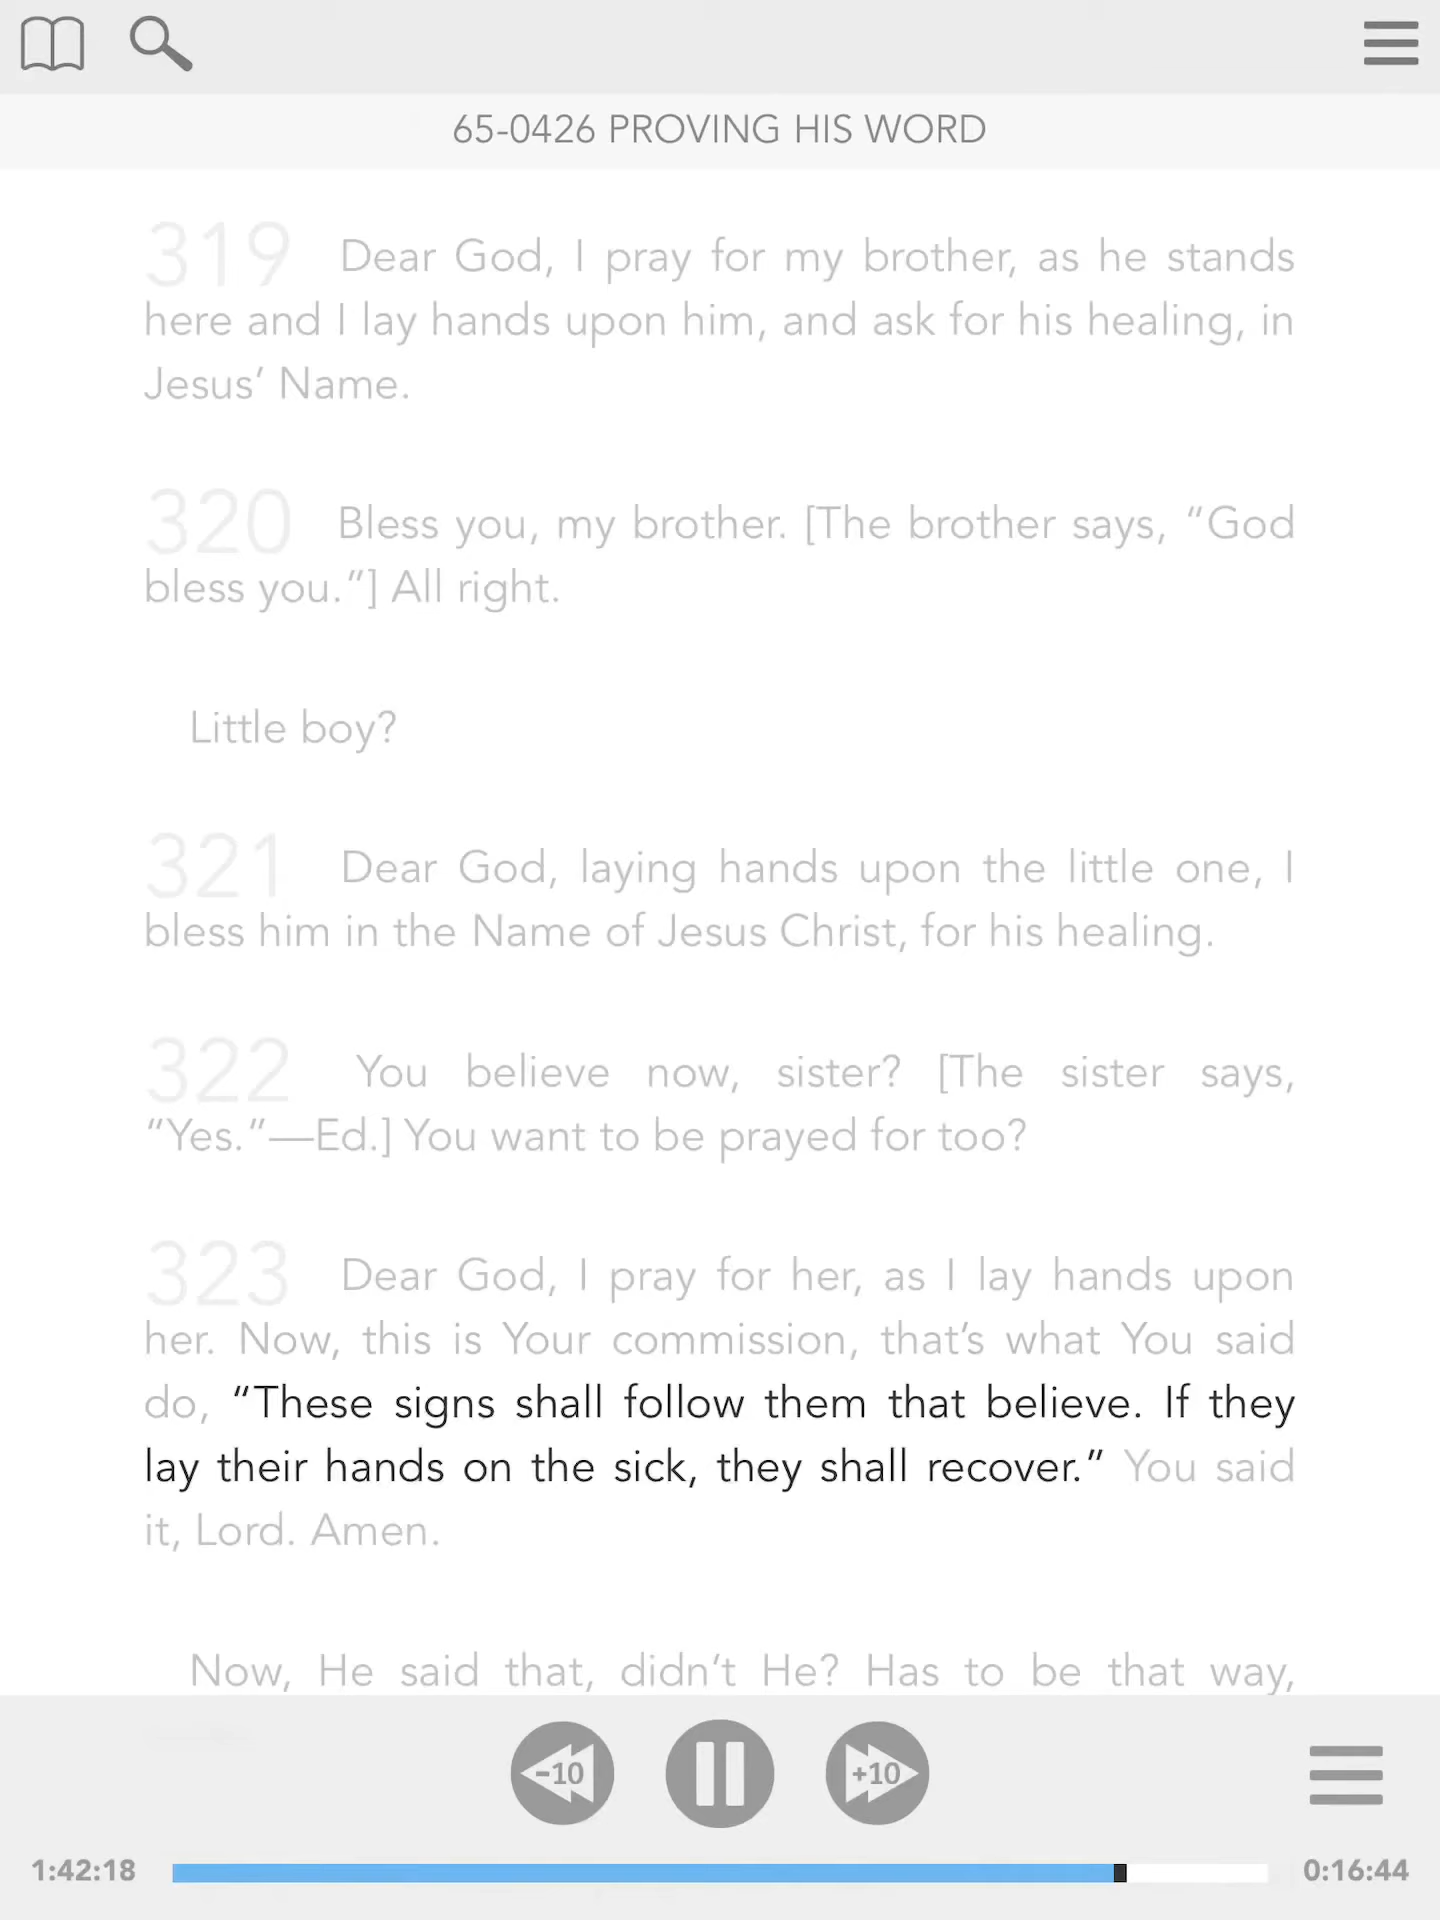 65-0426 PROVING HIS WORD
319 Dear God, I pray for my brother, as he stands
here and I lay hands upon him, and ask for his healing, in
Jesus’ Name.
320 Bless you, my brother. [The brother says, “God
bless you.”] All right.
Little boy?
321 Dear God, laying hands upon the little one, I
bless him in the Name of Jesus Christ, for his healing.
322 You believe now, sister? [The sister says,
“Yes.”—Ed.] You want to be prayed for too?
323 Dear God, I pray for her, as I lay hands upon
her. Now, this is Your commission, that’s what You said
do, “These signs shall follow them that believe. If they
lay their hands on the sick, they shall recover.” You said
it, Lord. Amen.
Now, He said that, didn’t He? Has to be that way,
-10 +10
1:42:18 0:16:44